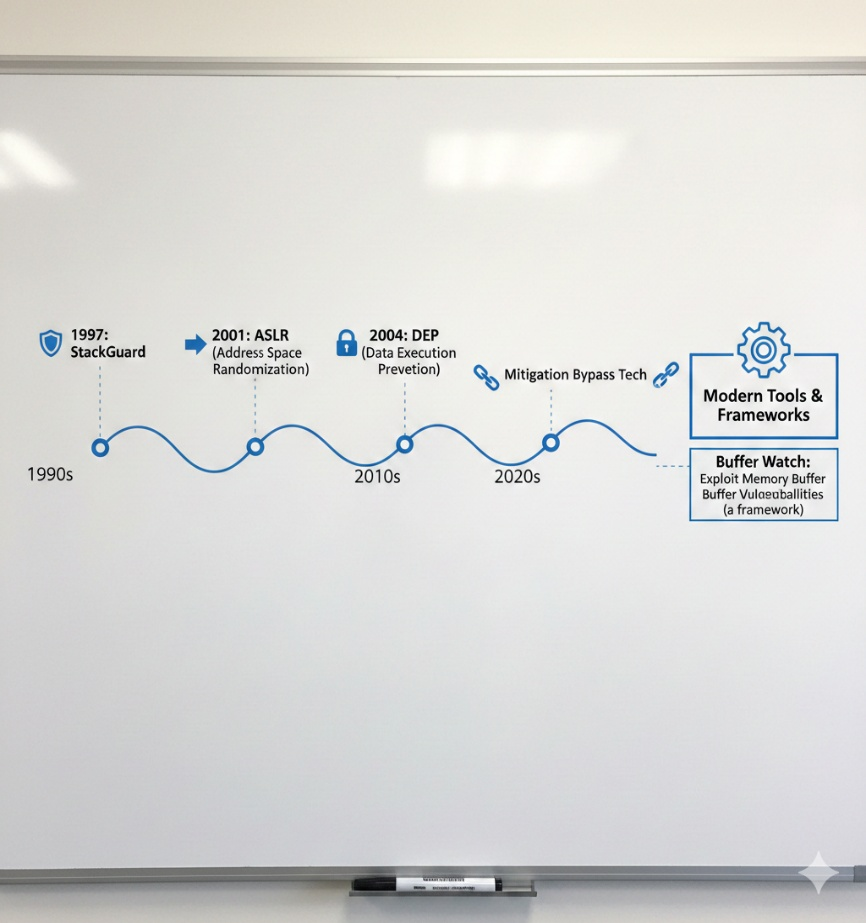 1997:
StackGuard
2001: ASLR
(Address Space
Randomization)
2004: DEP
(Data Execution
Prevetion)
Mitigation Bypass Tech
1990s
2010s
2020s
Modern Tools &
Frameworks
Buffer Watch:
Exploit Memory Buffer
Buffer
(a framework)